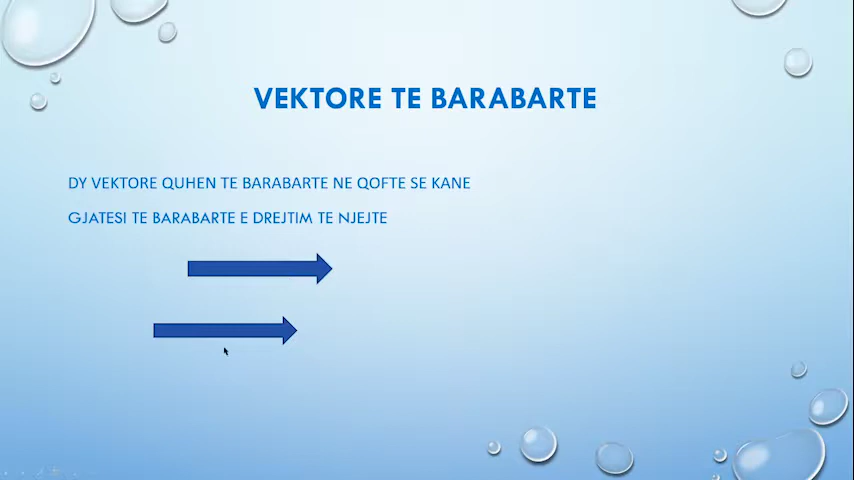 VEKTORE TE BARABARTE
DY VEKTORE QUHEN TE BARABARTE NE QOFTE SE KANE
GJATESI TE BARABARTE E DREJTIM TE NJEJTE